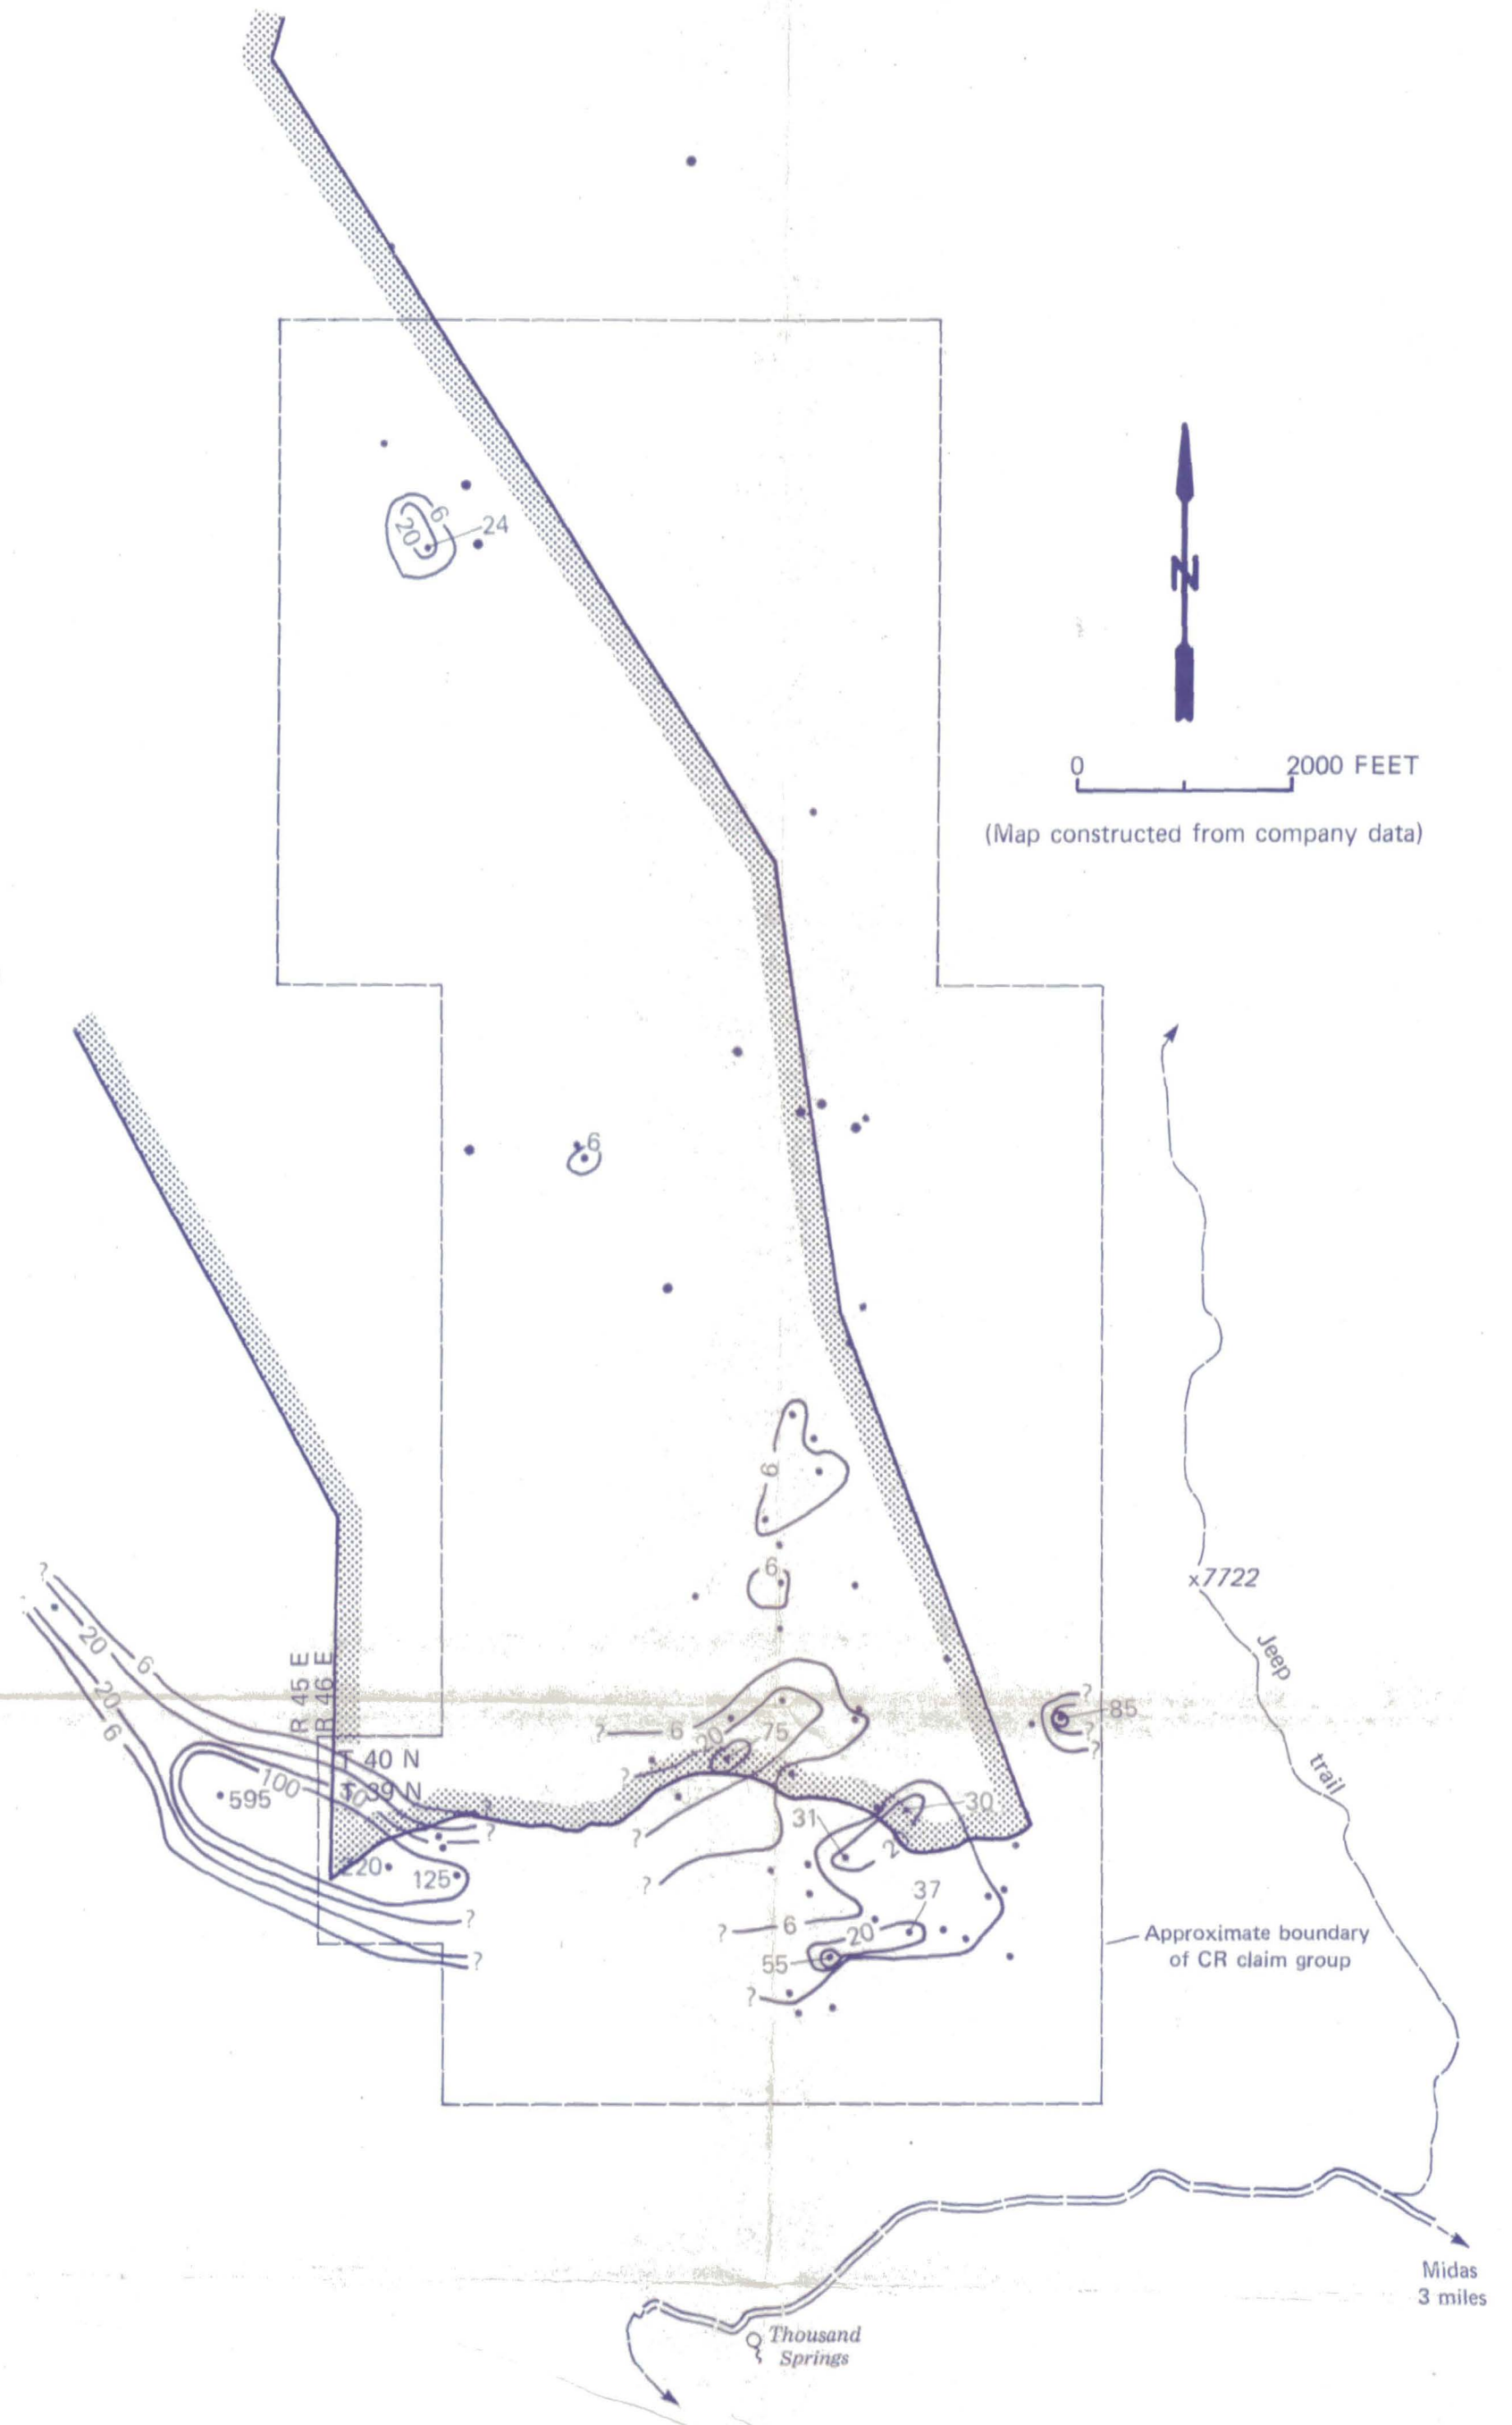 6
20
24
N
0 2000 FEET
(Map constructed from company data)
6
6
6
x7722
Jeep
trail
?
20
6
20
6
R 45 E
R 46 E
T 40 N
T 39 N
595
100
50
?
?
220
125
?
?
?
6
20
75
?
?
?
?
85
?
31
30
2
37
?
6
20
55
?
Approximate boundary
of CR claim group
Midas
3 miles
Thousand
Springs